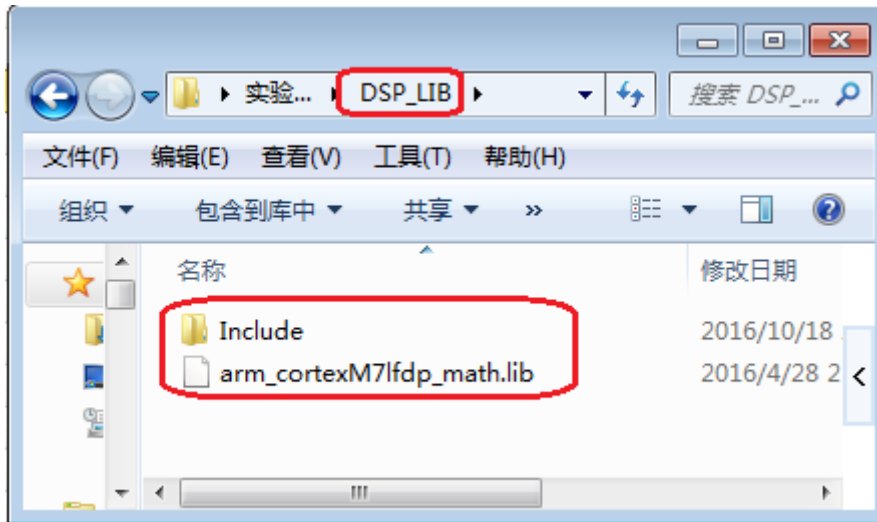 实验... DSP_LIB 搜索 DSP_...
文件(F) 编辑(E) 查看(V) 工具(T) 帮助(H)
组织 包含到库中 共享 »
名称 修改日期
Include 2016/10/18
arm_cortexM7lfdp_math.lib 2016/4/28 2